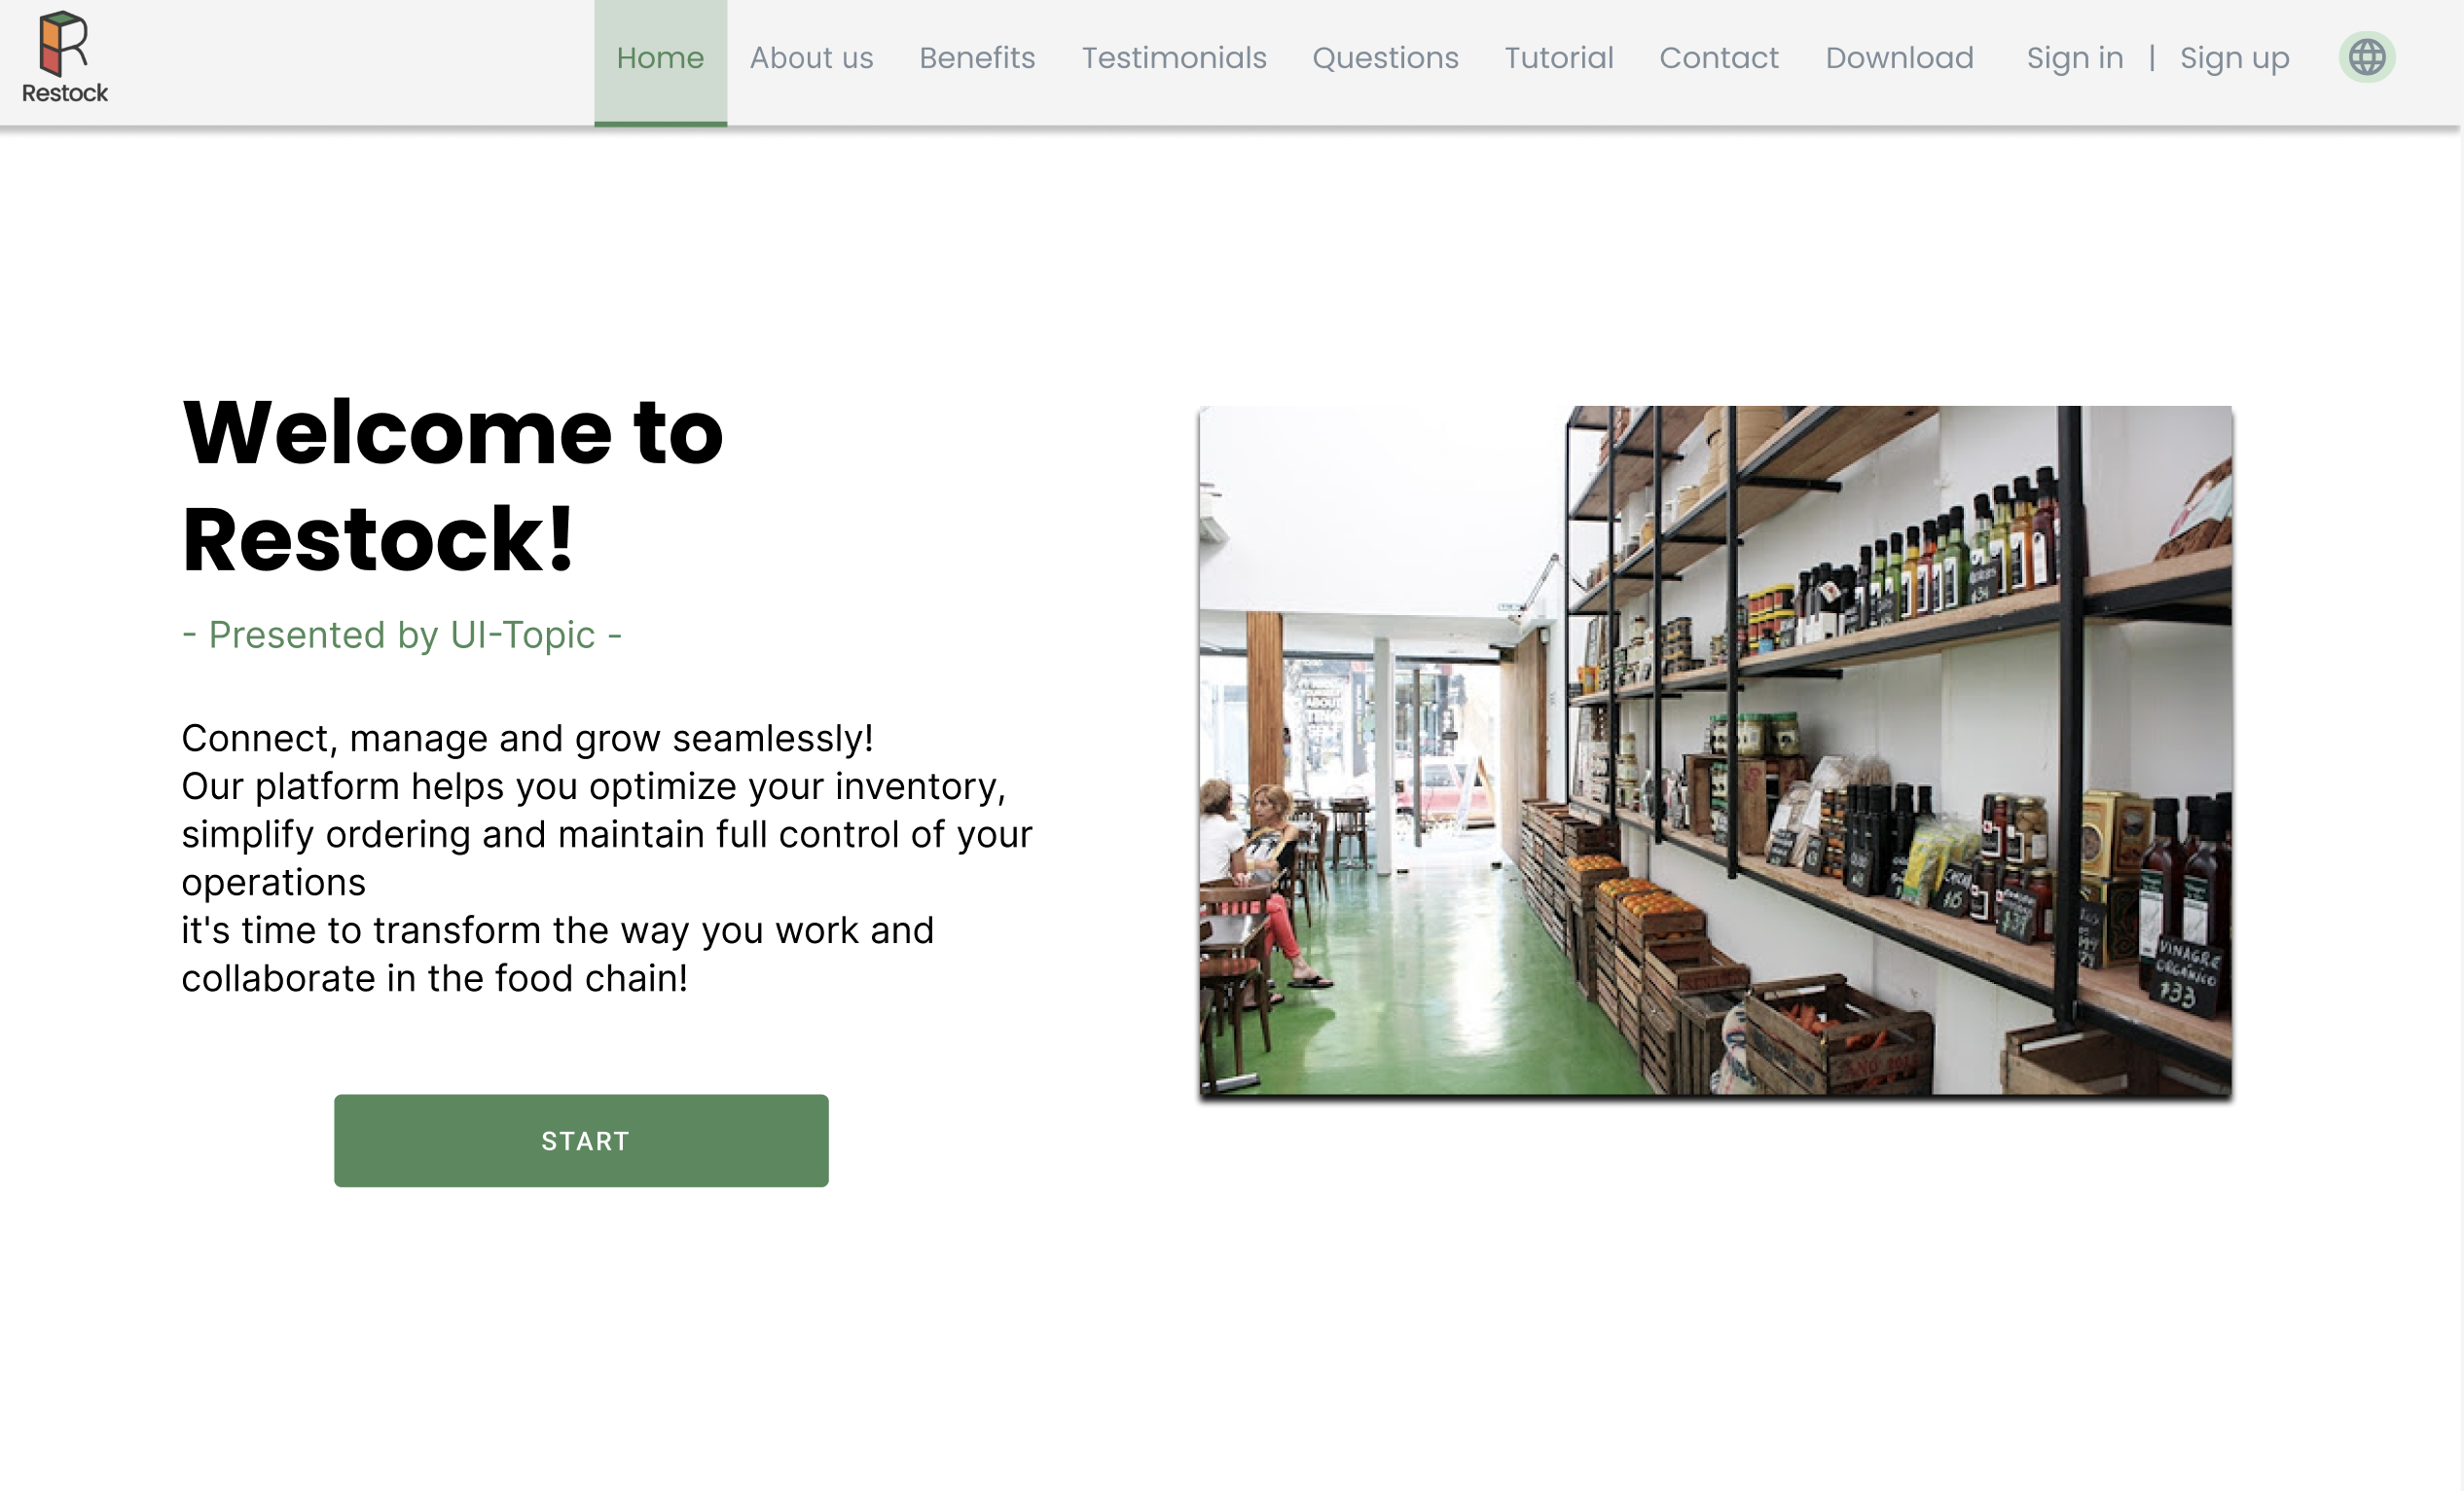 Restock
Home About us Benefits Testimonials Questions Tutorial Contact Download Sign in | Sign up
Welcome to
Restock!
- Presented by UI-Topic -
Connect, manage and grow seamlessly!
Our platform helps you optimize your inventory,
simplify ordering and maintain full control of your
operations
it's time to transform the way you work and
collaborate in the food chain!
START
VINAGRE
ORGANICO
$33
$15
$37